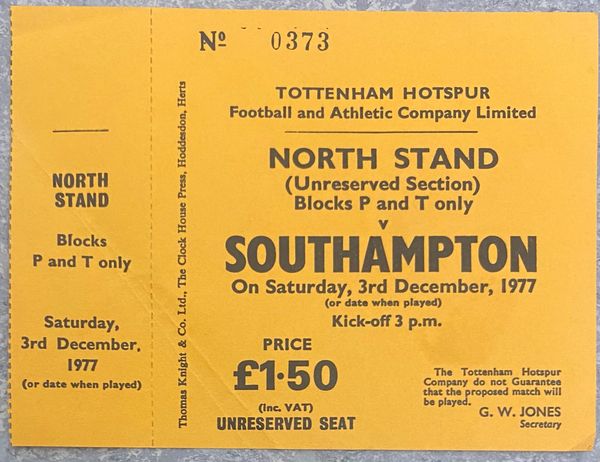 NORTH
STAND
Blocks
P and T only
Saturday,
3rd December,
1977
(or date when played)
Thomas Knight & Co. Ltd., The Clock House Press, Hoddesdon, Herts
Nº 0373
TOTTENHAM HOTSPUR
Football and Athletic Company Limited
NORTH STAND
(Unreserved Section)
Blocks P and T only
v
SOUTHAMPTON
On Saturday, 3rd December, 1977
(or date when played)
Kick-off 3 p.m.
PRICE
£1·50
(inc. VAT)
UNRESERVED SEAT
The Tottenham Hotspur
Company do not Guarantee
that the proposed match will
be played.
G. W. JONES
Secretary